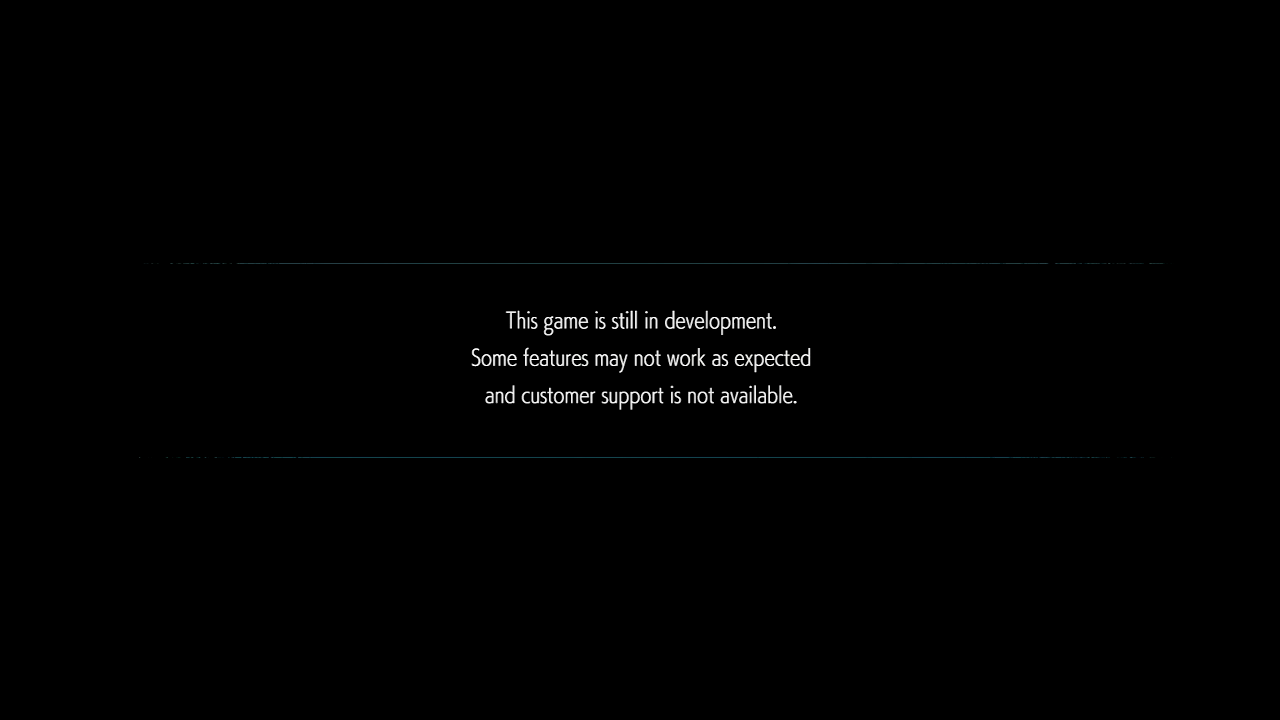 This game is still in development.
Some features may not work as expected
and customer support is not available.